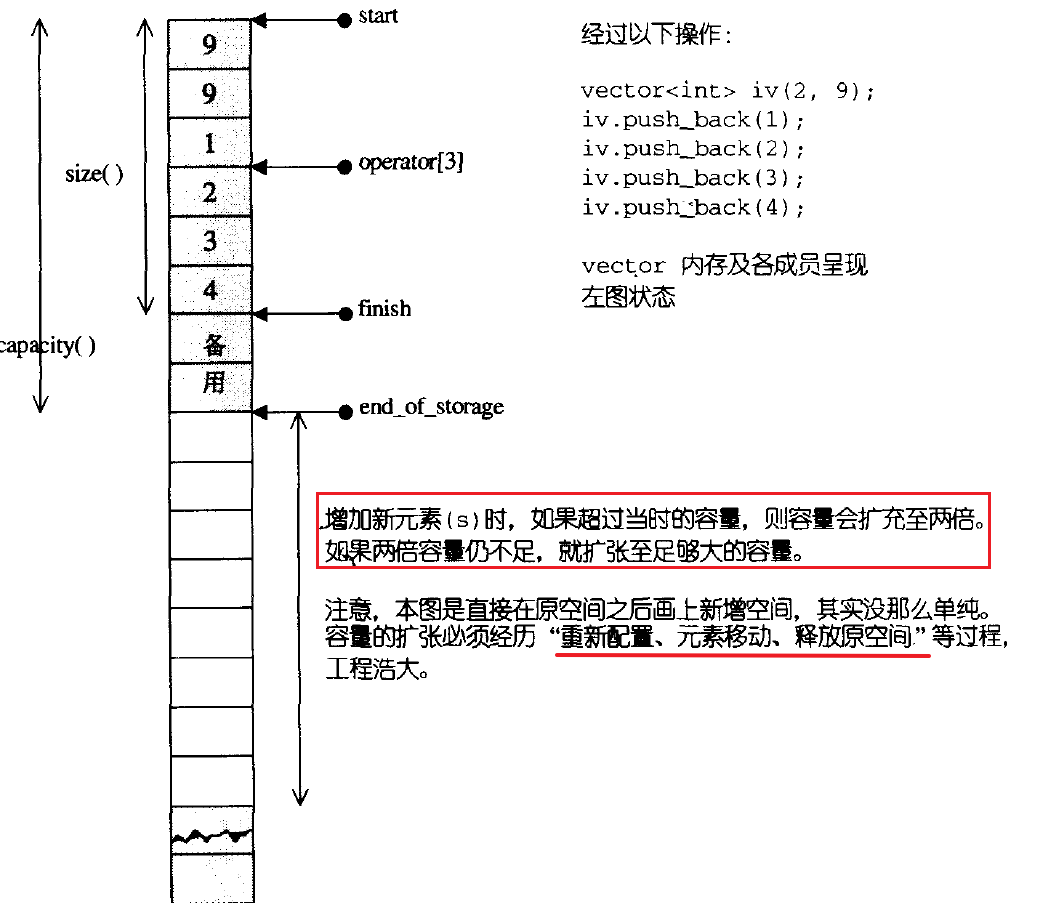 start
9
9
1
size()
operator[3]
2
3
4
finish
capacity()
备
用
end_of_storage
经过以下操作:
vector<int> iv(2, 9);
iv.push_back(1);
iv.push_back(2);
iv.push_back(3);
iv.push_back(4);
vector 内存及各成员呈现
左图状态
增加新元素(s)时，如果超过当时的容量，则容量会扩充至两倍。
如果两倍容量仍不足，就扩张至足够大的容量。
注意，本图是直接在原空间之后画上新增空间，其实没那么单纯。
容量的扩张必须经历“重新配置、元素移动、释放原空间”等过程，
工程浩大。